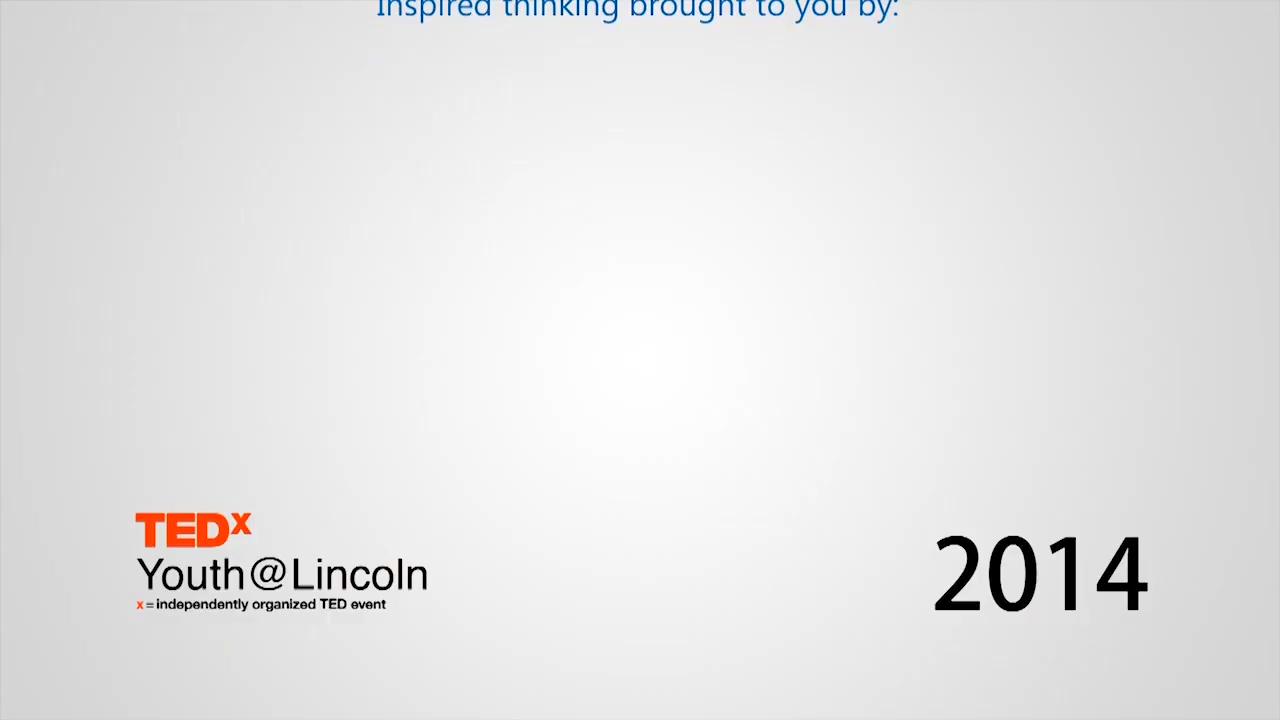 Inspired thinking brought to you by:
TEDx
Youth@Lincoln
x = independently organized TED event
2014